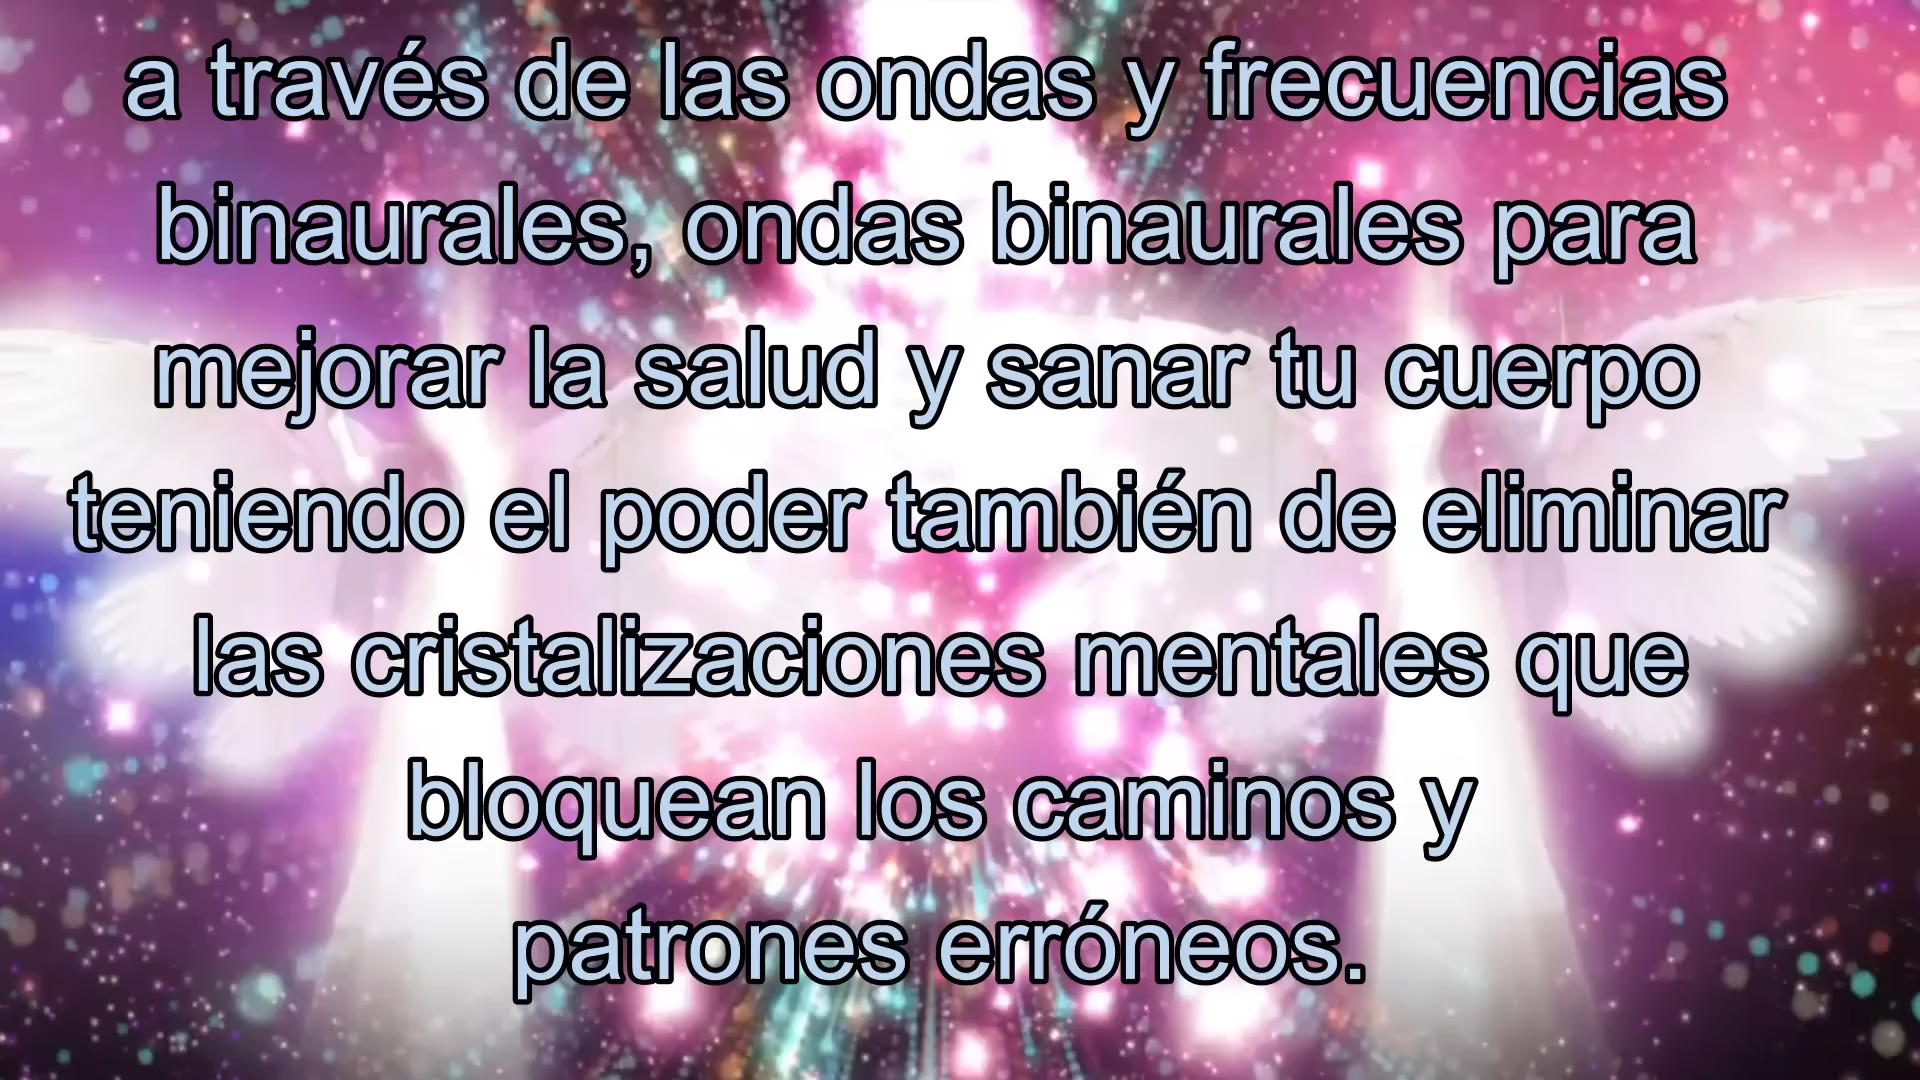 a través de las ondas y frecuencias
binaurales, ondas binaurales para
mejorar la salud y sanar tu cuerpo
teniendo el poder también de eliminar
las cristalizaciones mentales que
bloquean los caminos y
patrones erróneos.